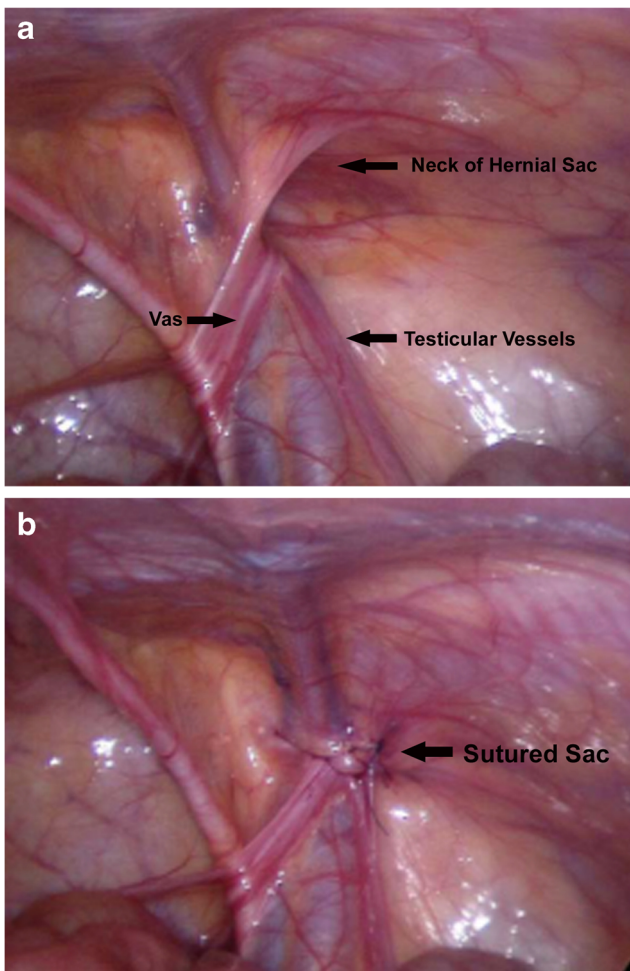 a
Neck of Hernial Sac
Vas
Testicular Vessels
b
Sutured Sac